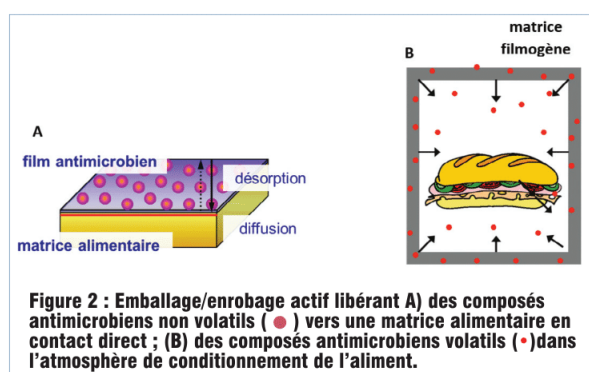 matrice
filmogène
B
A
film antimicrobien
désorption
diffusion
matrice alimentaire
Figure 2 : Emballage/enrobage actif libérant A) des composés
antimicrobiens non volatils ( ● ) vers une matrice alimentaire en
contact direct ; (B) des composés antimicrobiens volatils (•)dans
l’atmosphère de conditionnement de l’aliment.